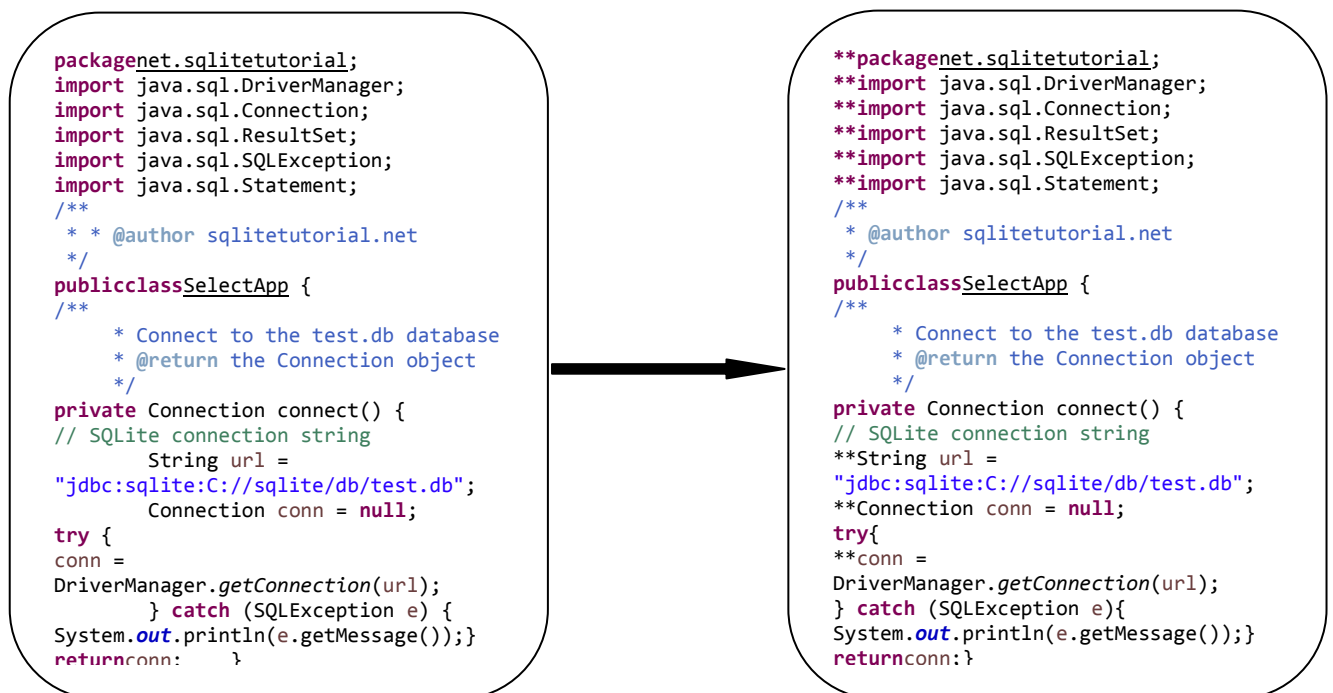 packagenet.sqlitetutorial;
import java.sql.DriverManager;
import java.sql.Connection;
import java.sql.ResultSet;
import java.sql.SQLException;
import java.sql.Statement;
/**
 * * @author sqlitetutorial.net
 */
publicclassSelectApp {
/**
     * Connect to the test.db database
     * @return the Connection object
     */
private Connection connect() {
// SQLite connection string
        String url =
"jdbc:sqlite:C://sqlite/db/test.db";
        Connection conn = null;
try {
conn =
DriverManager.getConnection(url);
        } catch (SQLException e) {
System.out.println(e.getMessage());}
returnconn;    }
**packagenet.sqlitetutorial;
**import java.sql.DriverManager;
**import java.sql.Connection;
**import java.sql.ResultSet;
**import java.sql.SQLException;
**import java.sql.Statement;
/**
 * @author sqlitetutorial.net
 */
publicclassSelectApp {
/**
     * Connect to the test.db database
     * @return the Connection object
     */
private Connection connect() {
// SQLite connection string
**String url =
"jdbc:sqlite:C://sqlite/db/test.db";
**Connection conn = null;
try{
**conn =
DriverManager.getConnection(url);
} catch (SQLException e){
System.out.println(e.getMessage());}
returnconn;}